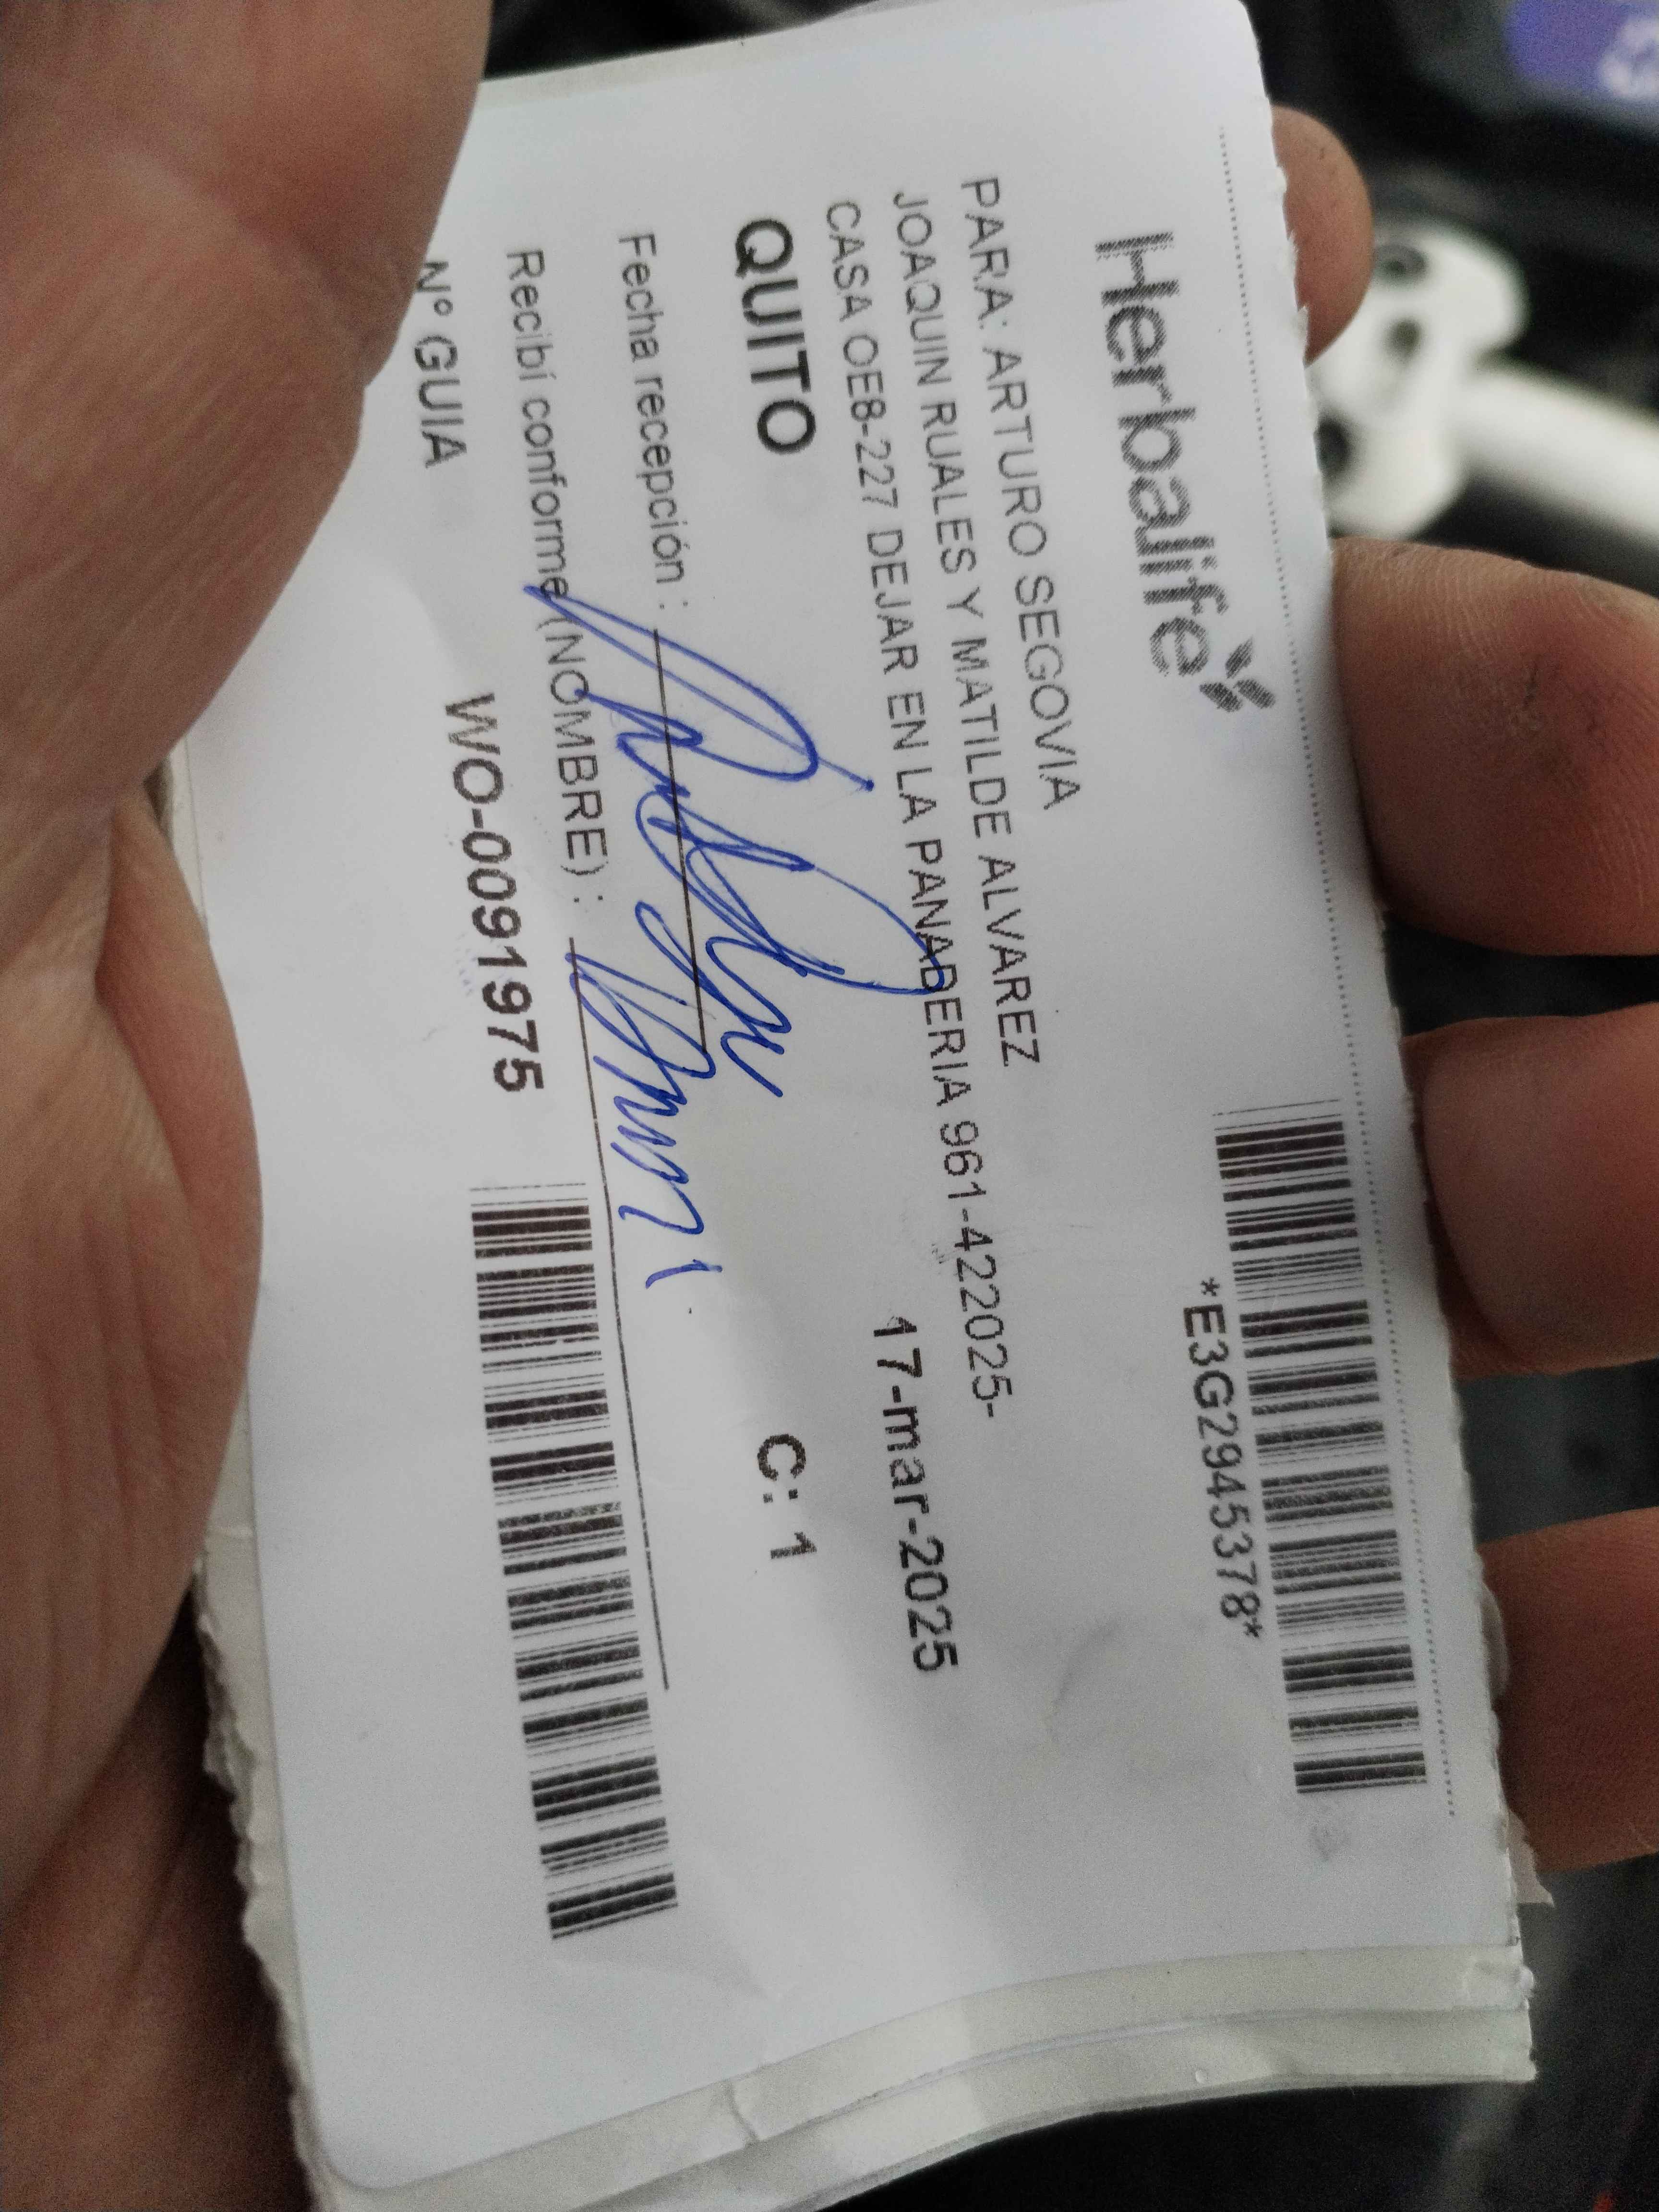 Herbalife
*E3G29453378*
PARA: ARTURO SEGOVIA
JOAQUIN RUALES Y MATILDE ALVAREZ
CASA OE8-227 DEJAR EN LA PANADERIA 961-422025-
17-mar-2025
QUITO
C: 1
Fecha recepción :
Recibí conforme (NOMBRE) :
N° GUIA
WO-0091975